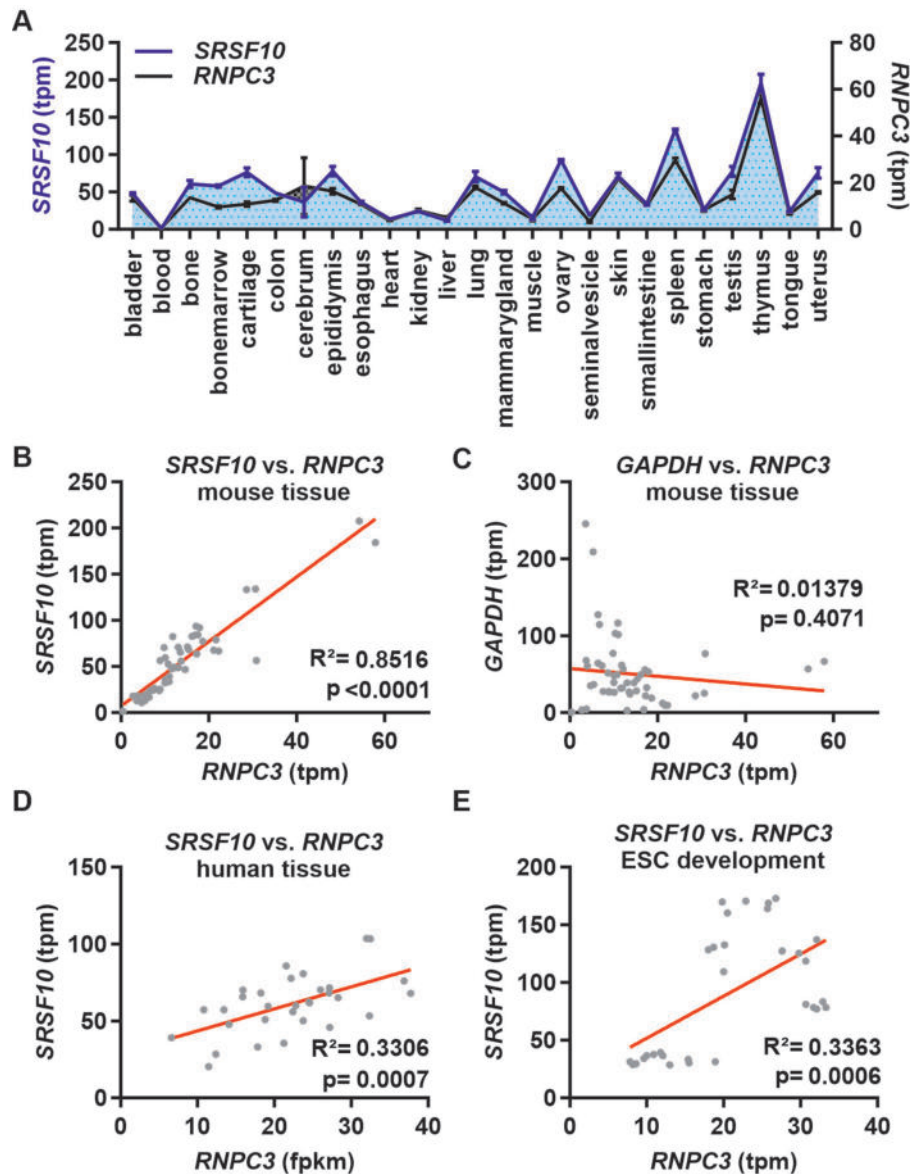 A
SRSF10
RNPC3
SRSF10 (tpm)
250
200
150
100
50
0
80
60
40
20
0
RNPC3 (tpm)
bladder
blood
bone
bonemarrow
cartilage
colon
cerebrum
epididymis
esophagus
heart
kidney
liver
lung
mammarygland
muscle
ovary
seminalvesicle
skin
smallintestine
spleen
stomach
testis
thymus
tongue
uterus
B
SRSF10 vs. RNPC3
mouse tissue
SRSF10 (tpm)
250
200
150
100
50
0
R²= 0.8516
p <0.0001
0 20 40 60
RNPC3 (tpm)
C
GAPDH vs. RNPC3
mouse tissue
GAPDH (tpm)
300
200
100
0
R²= 0.01379
p= 0.4071
0 20 40 60
RNPC3 (tpm)
D
SRSF10 vs. RNPC3
human tissue
SRSF10 (tpm)
150
100
50
0
R²= 0.3306
p= 0.0007
0 10 20 30 40
RNPC3 (fpkm)
E
SRSF10 vs. RNPC3
ESC development
SRSF10 (tpm)
200
150
100
50
0
R²= 0.3363
p= 0.0006
0 10 20 30 40
RNPC3 (tpm)